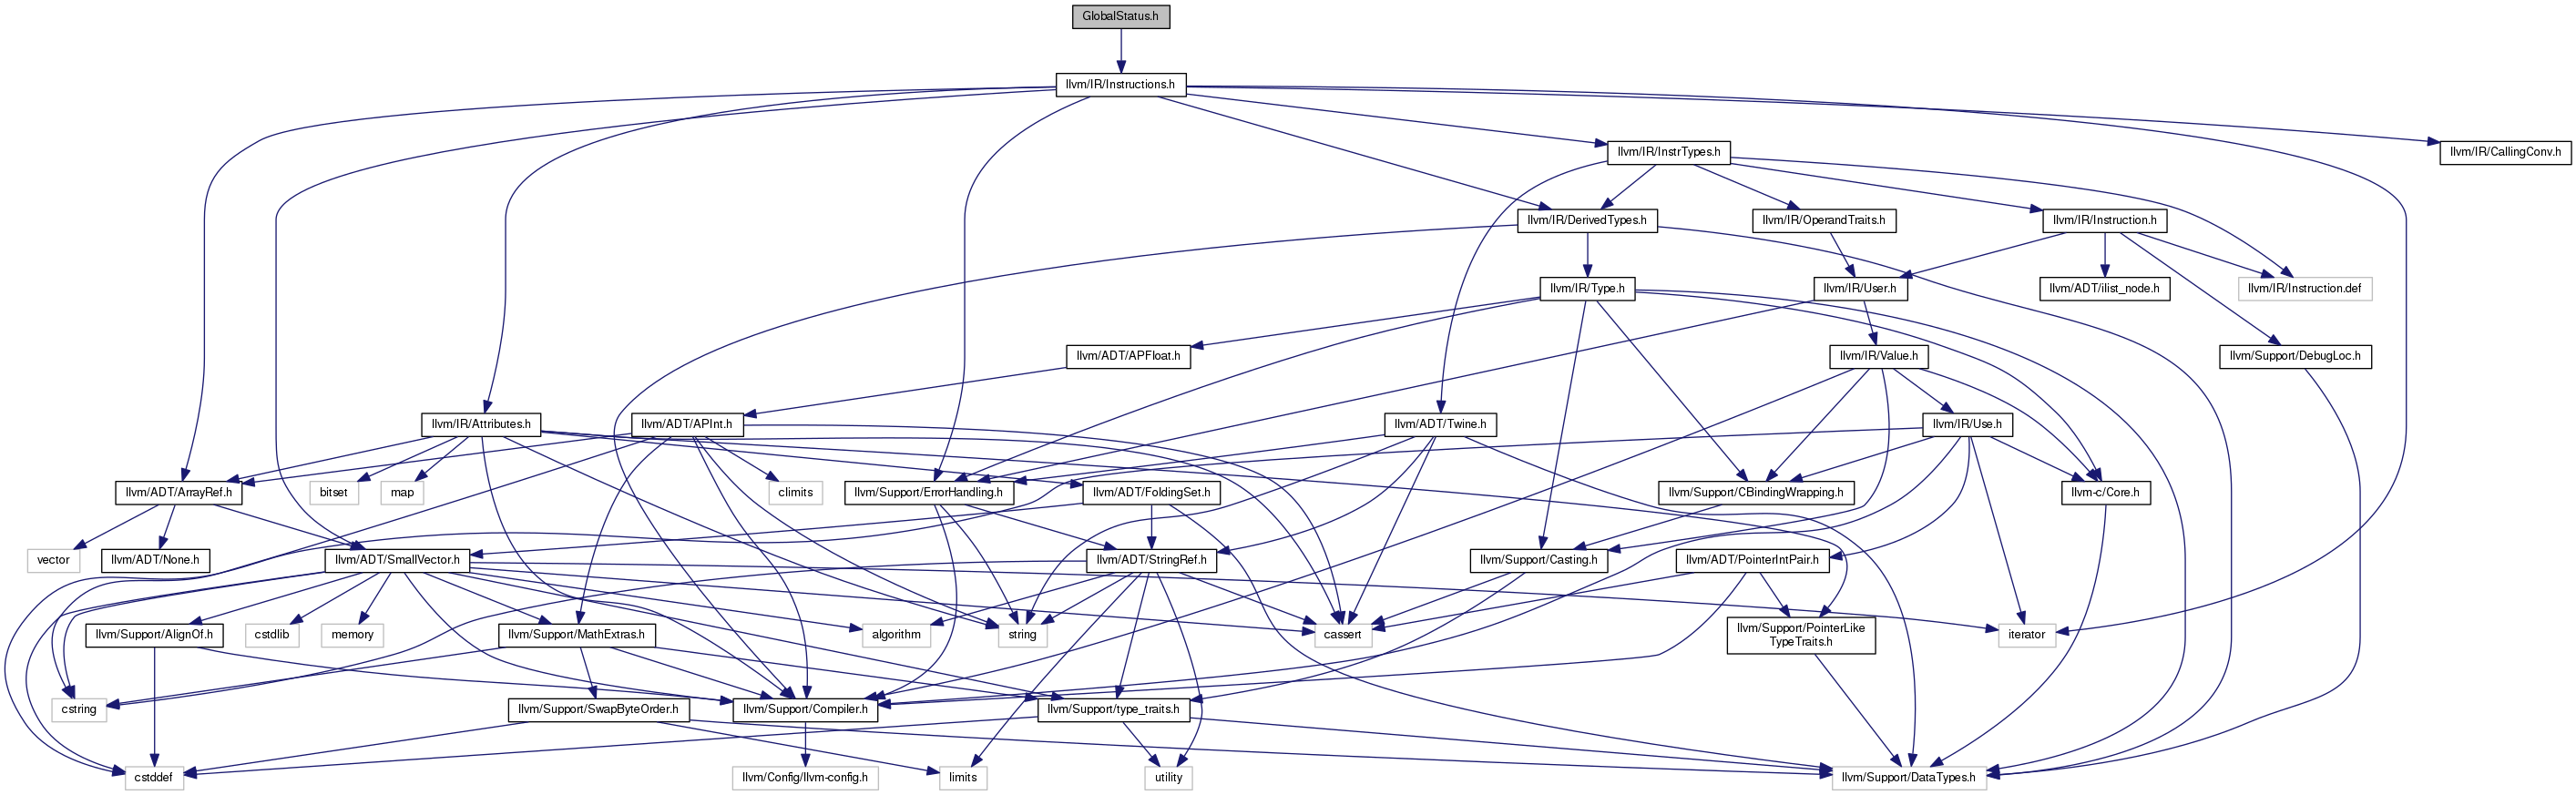 GlobalStatus.h
llvm/IR/Instructions.h
llvm/IR/InstrTypes.h
llvm/IR/CallingConv.h
llvm/IR/DerivedTypes.h
llvm/IR/OperandTraits.h
llvm/IR/Instruction.h
llvm/IR/Type.h
llvm/IR/User.h
llvm/ADT/ilist_node.h
llvm/IR/Instruction.def
llvm/ADT/APFloat.h
llvm/IR/Value.h
llvm/Support/DebugLoc.h
llvm/IR/Attributes.h
llvm/ADT/APInt.h
llvm/ADT/Twine.h
llvm/IR/Use.h
llvm/ADT/ArrayRef.h
bitset
map
climits
llvm/Support/ErrorHandling.h
llvm/ADT/FoldingSet.h
llvm/Support/CBindingWrapping.h
llvm-c/Core.h
vector
llvm/ADT/None.h
llvm/ADT/SmallVector.h
llvm/ADT/StringRef.h
llvm/Support/Casting.h
llvm/ADT/PointerIntPair.h
llvm/Support/AlignOf.h
cstdlib
memory
llvm/Support/MathExtras.h
algorithm
string
cassert
llvm/Support/PointerLike
TypeTraits.h
iterator
cstring
llvm/Support/SwapByteOrder.h
llvm/Support/Compiler.h
llvm/Support/type_traits.h
cstddef
llvm/Config/llvm-config.h
limits
utility
llvm/Support/DataTypes.h